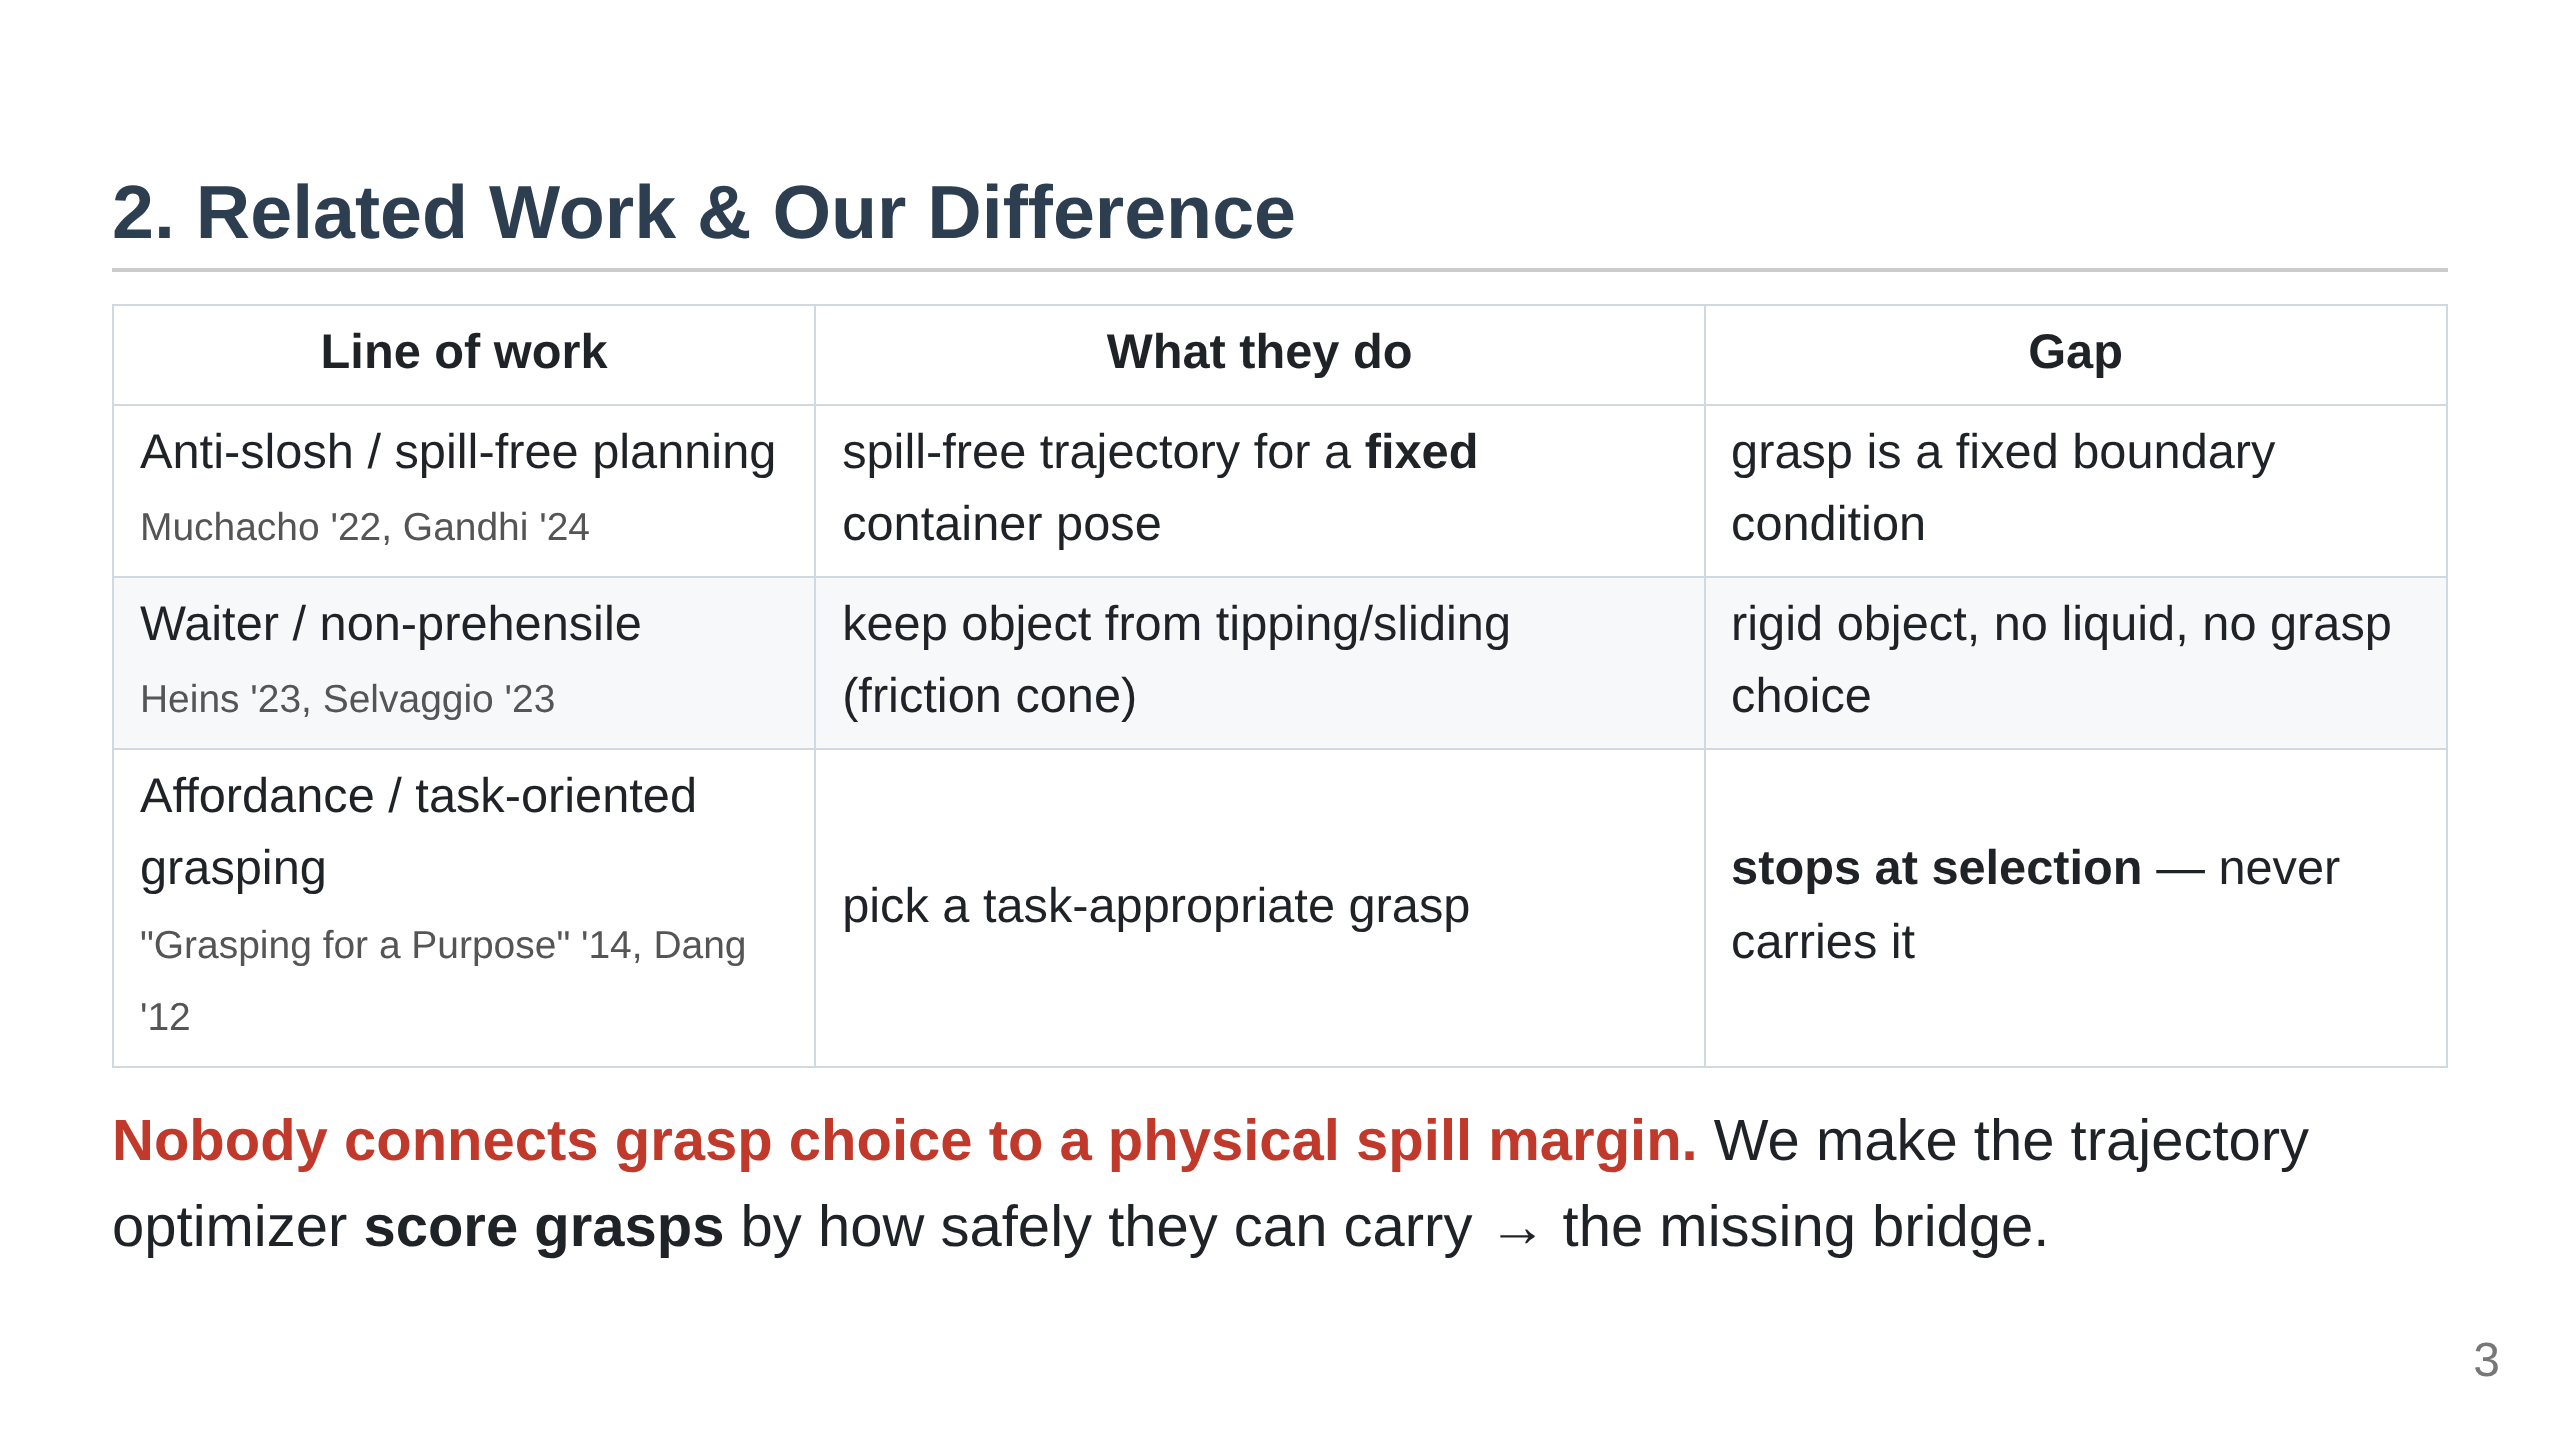 2. Related Work & Our Difference
Line of work
What they do
Gap
Anti-slosh / spill-free planning
Muchacho '22, Gandhi '24
spill-free trajectory for a fixed
container pose
grasp is a fixed boundary
condition
Waiter / non-prehensile
Heins '23, Selvaggio '23
keep object from tipping/sliding
(friction cone)
rigid object, no liquid, no grasp
choice
Affordance / task-oriented
grasping
"Grasping for a Purpose" '14, Dang
'12
pick a task-appropriate grasp
stops at selection — never
carries it
Nobody connects grasp choice to a physical spill margin. We make the trajectory
optimizer score grasps by how safely they can carry → the missing bridge.
3